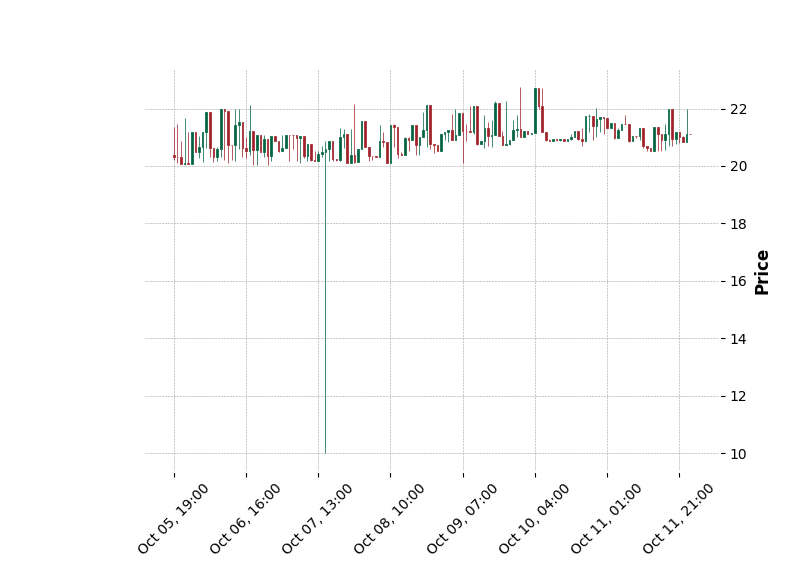 22
20
18
16
14
12
10
Price
Oct 05, 19:00
Oct 06, 16:00
Oct 07, 13:00
Oct 08, 10:00
Oct 09, 07:00
Oct 10, 04:00
Oct 11, 01:00
Oct 11, 21:00